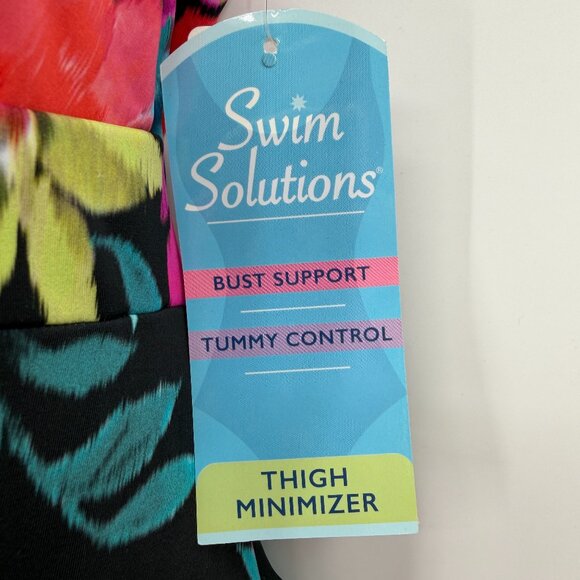 Swim
Solutions®
BUST SUPPORT
TUMMY CONTROL
THIGH
MINIMIZER